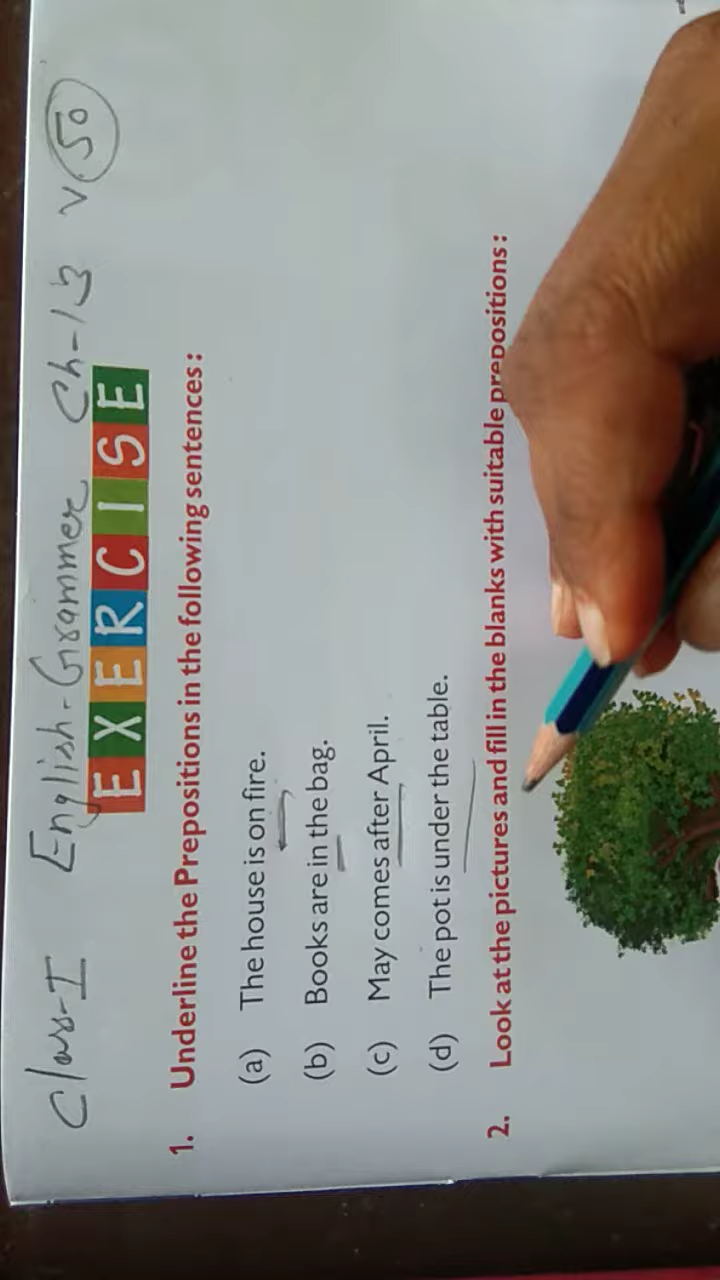 Class-I English-Grammer Ch-13 v 50
EXERCISE
1. Underline the Prepositions in the following sentences :
(a) The house is on fire.
(b) Books are in the bag.
(c) May comes after April.
(d) The pot is under the table.
2. Look at the pictures and fill in the blanks with suitable prepositions :